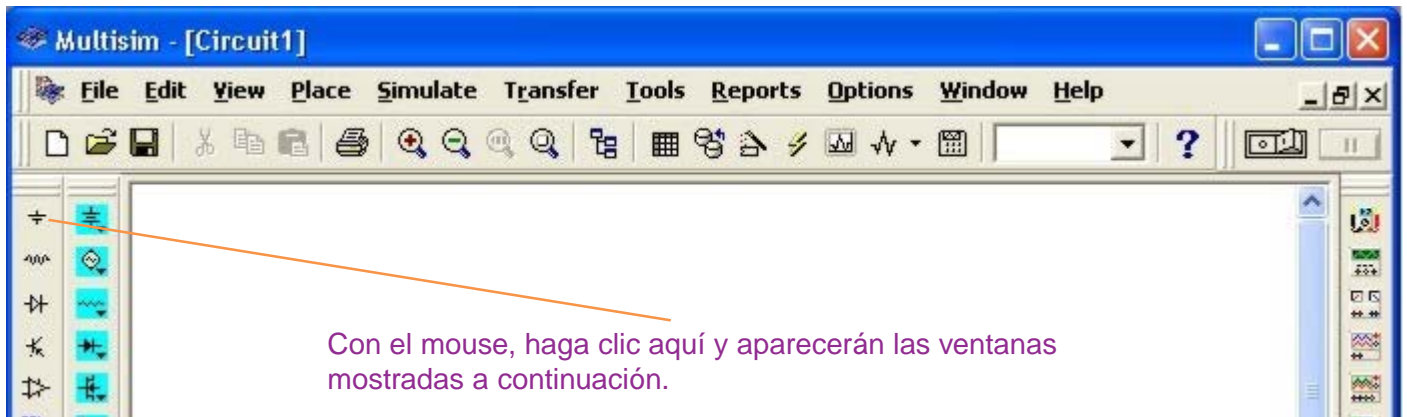 Multisim - [Circuit1]
File Edit View Place Simulate Transfer Tools Reports Options Window Help
Con el mouse, haga clic aquí y aparecerán las ventanas
mostradas a continuación.